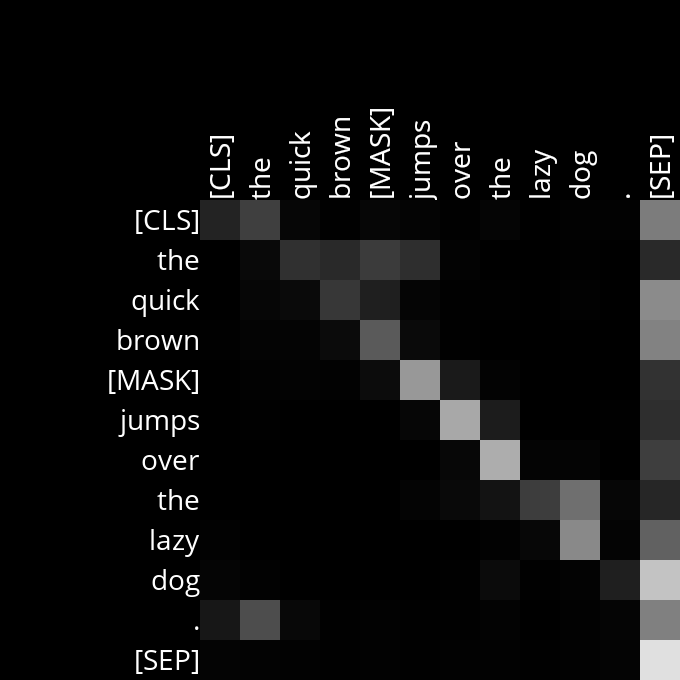 [CLS] the quick brown [MASK] jumps over the lazy dog . [SEP]
[CLS]
the
quick
brown
[MASK]
jumps
over
the
lazy
dog
.
[SEP]